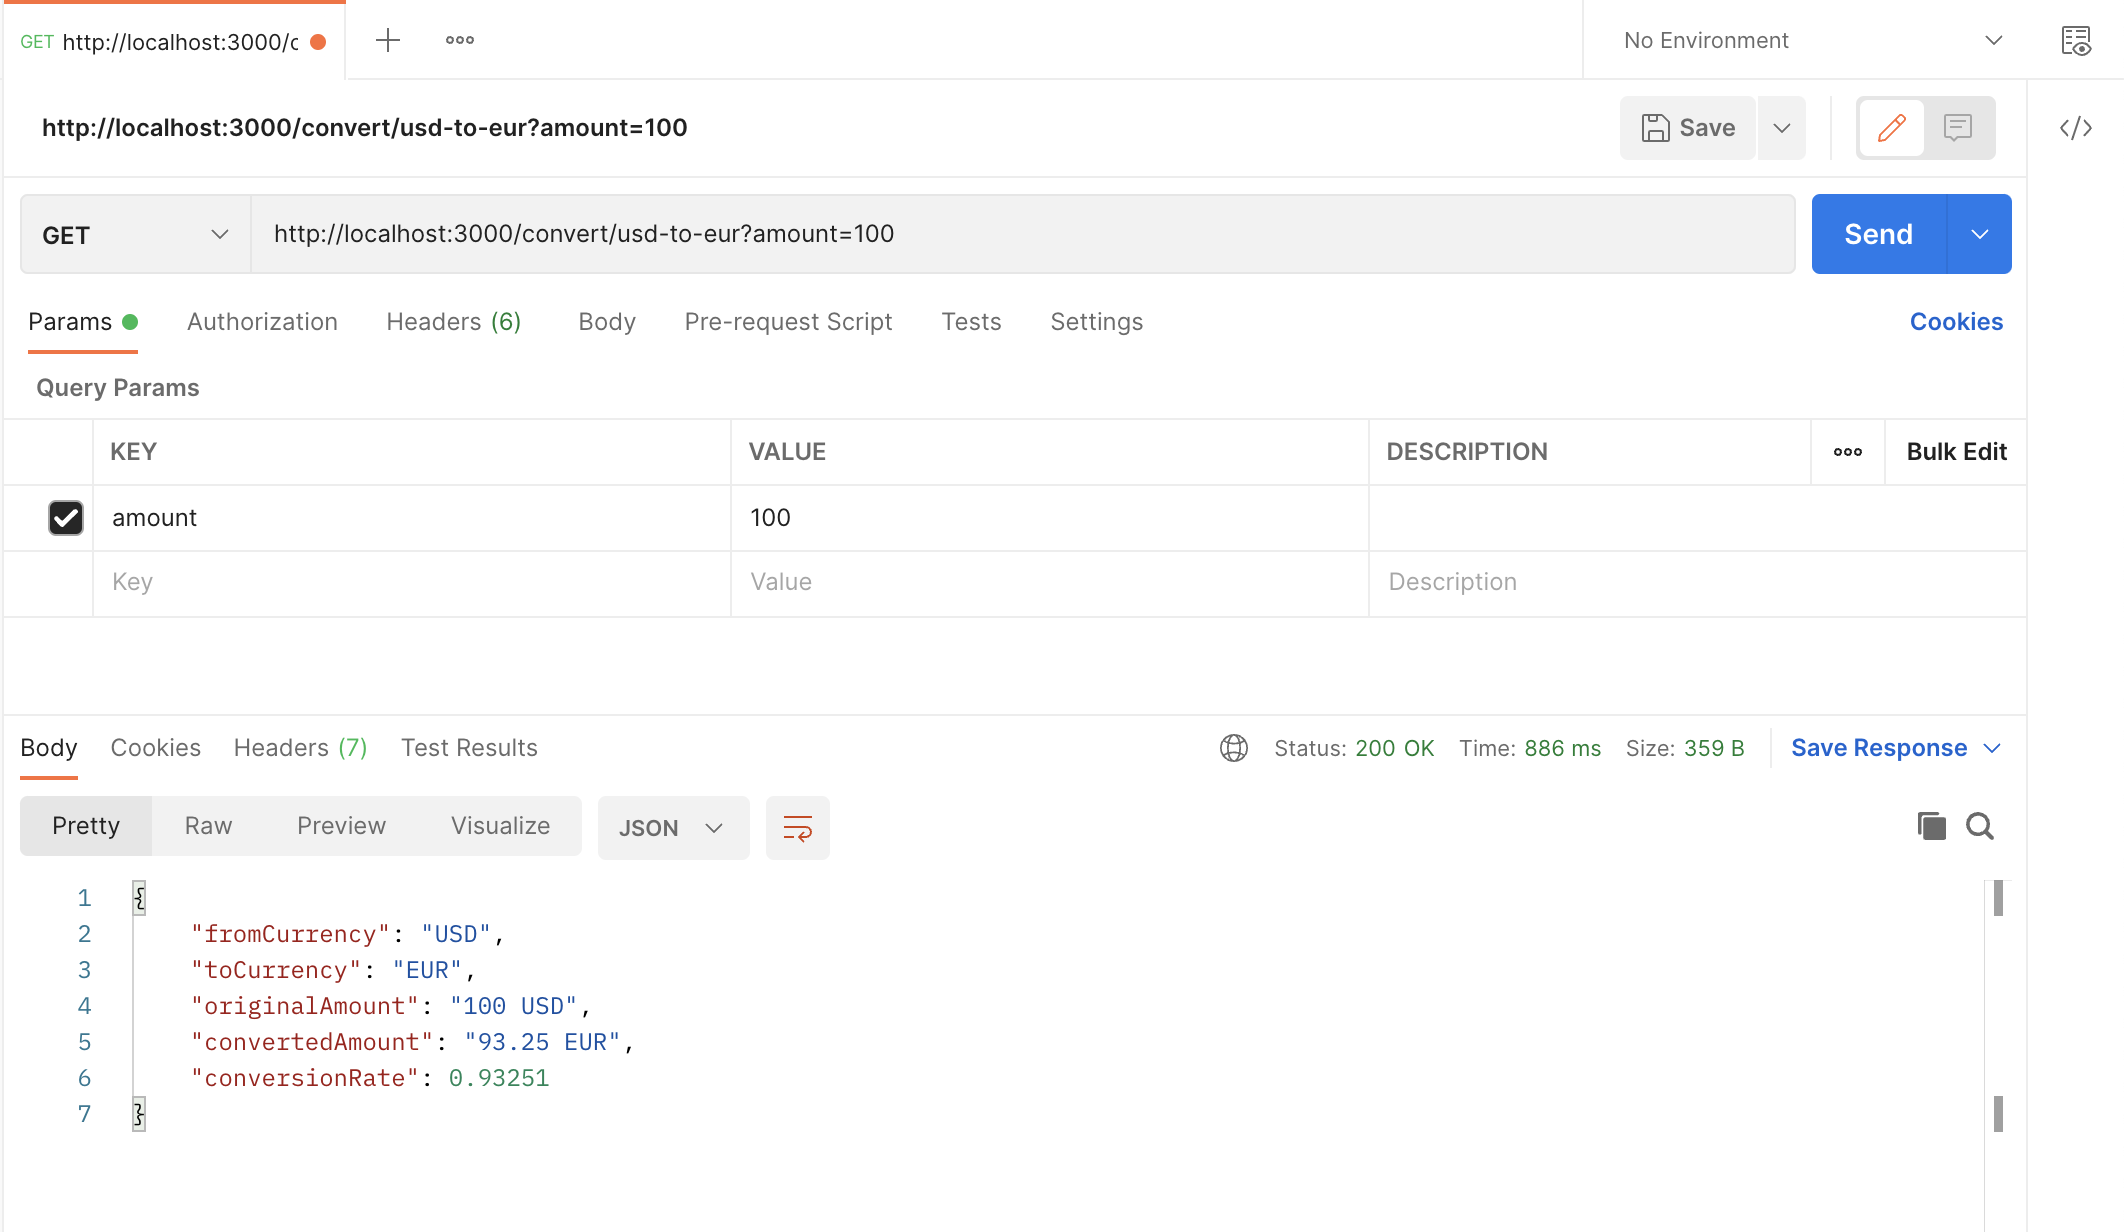 GET http://localhost:3000/c
No Environment
http://localhost:3000/convert/usd-to-eur?amount=100
Save
GET http://localhost:3000/convert/usd-to-eur?amount=100 Send
Params Authorization Headers (6) Body Pre-request Script Tests Settings Cookies
Query Params
KEY VALUE DESCRIPTION Bulk Edit
amount 100
Key Value Description
Body Cookies Headers (7) Test Results Status: 200 OK Time: 886 ms Size: 359 B Save Response
Pretty Raw Preview Visualize JSON
1 {
2 "fromCurrency": "USD",
3 "toCurrency": "EUR",
4 "originalAmount": "100 USD",
5 "convertedAmount": "93.25 EUR",
6 "conversionRate": 0.93251
7 }